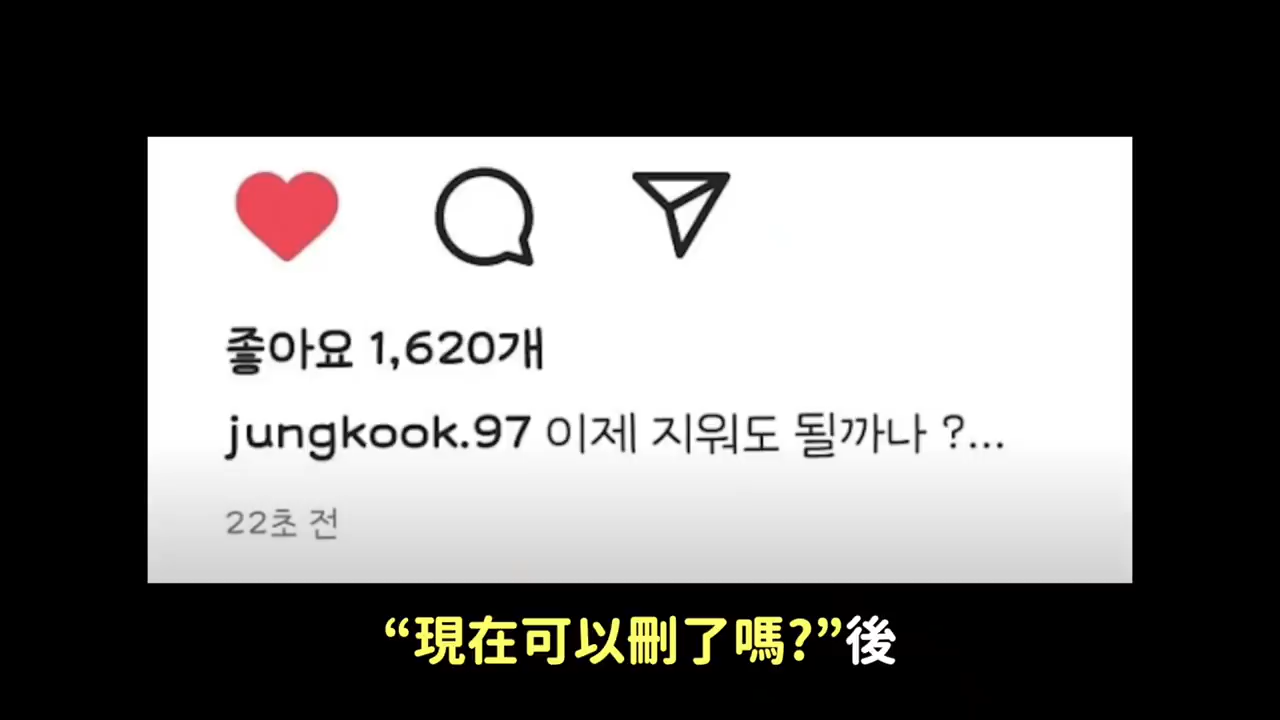 좋아요 1,620개
jungkook.97 이제 지워도 될까나 ?...
22초 전
“現在可以刪了嗎?”後